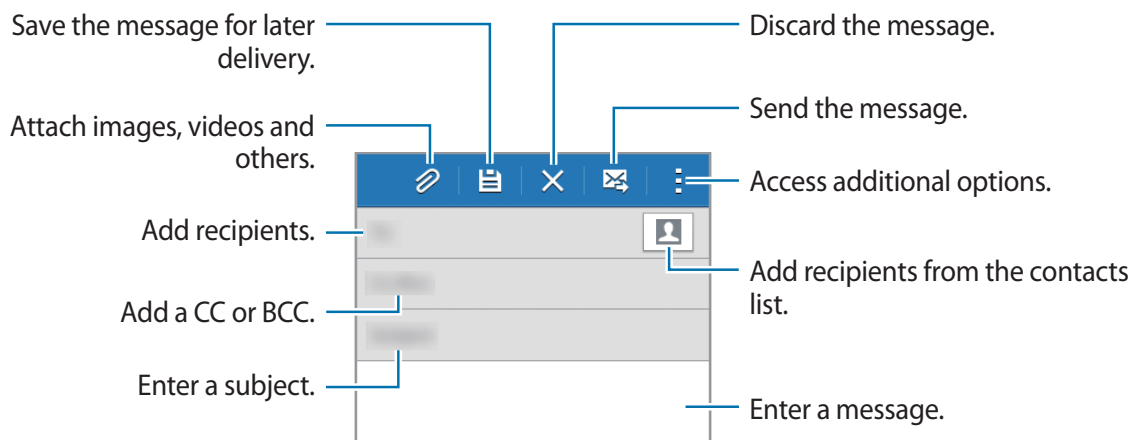 Save the message for later
delivery.
Attach images, videos and
others.
Add recipients.
Add a CC or BCC.
Enter a subject.
Discard the message.
Send the message.
Access additional options.
Add recipients from the contacts
list.
Enter a message.